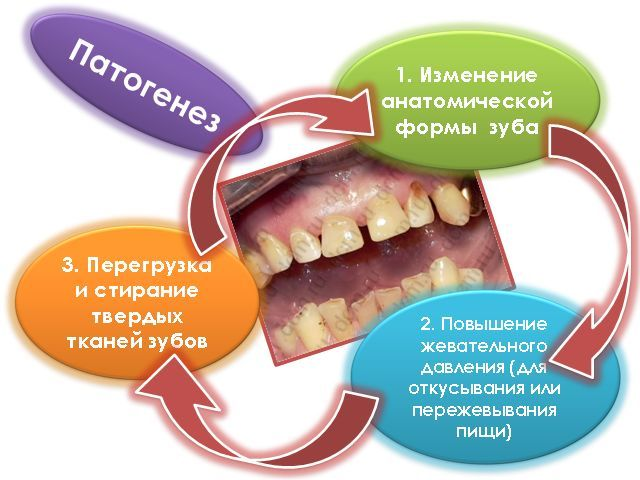 Патогенез
1. Изменение
анатомической
формы зуба
2. Повышение
жевательного
давления (для
откусывания или
пережевывания
пищи)
3. Перегрузка
и стирание
твердых
тканей зубов